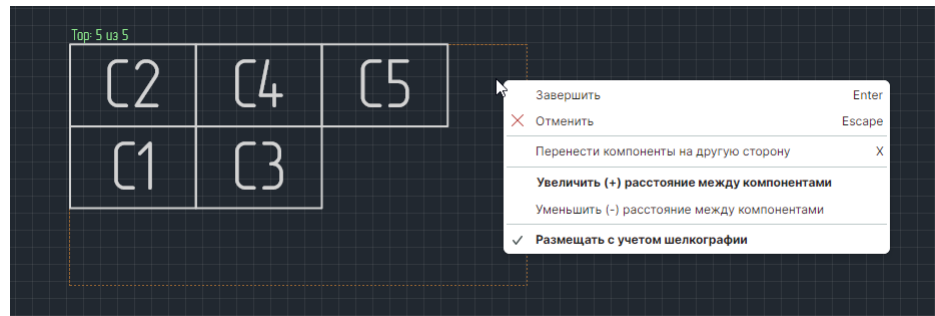 Top: 5 из 5
C2 C4 C5
C1 C3
Завершить Enter
Отменить Escape
Перенести компоненты на другую сторону X
Увеличить (+) расстояние между компонентами
Уменьшить (-) расстояние между компонентами
Размещать с учетом шелкографии